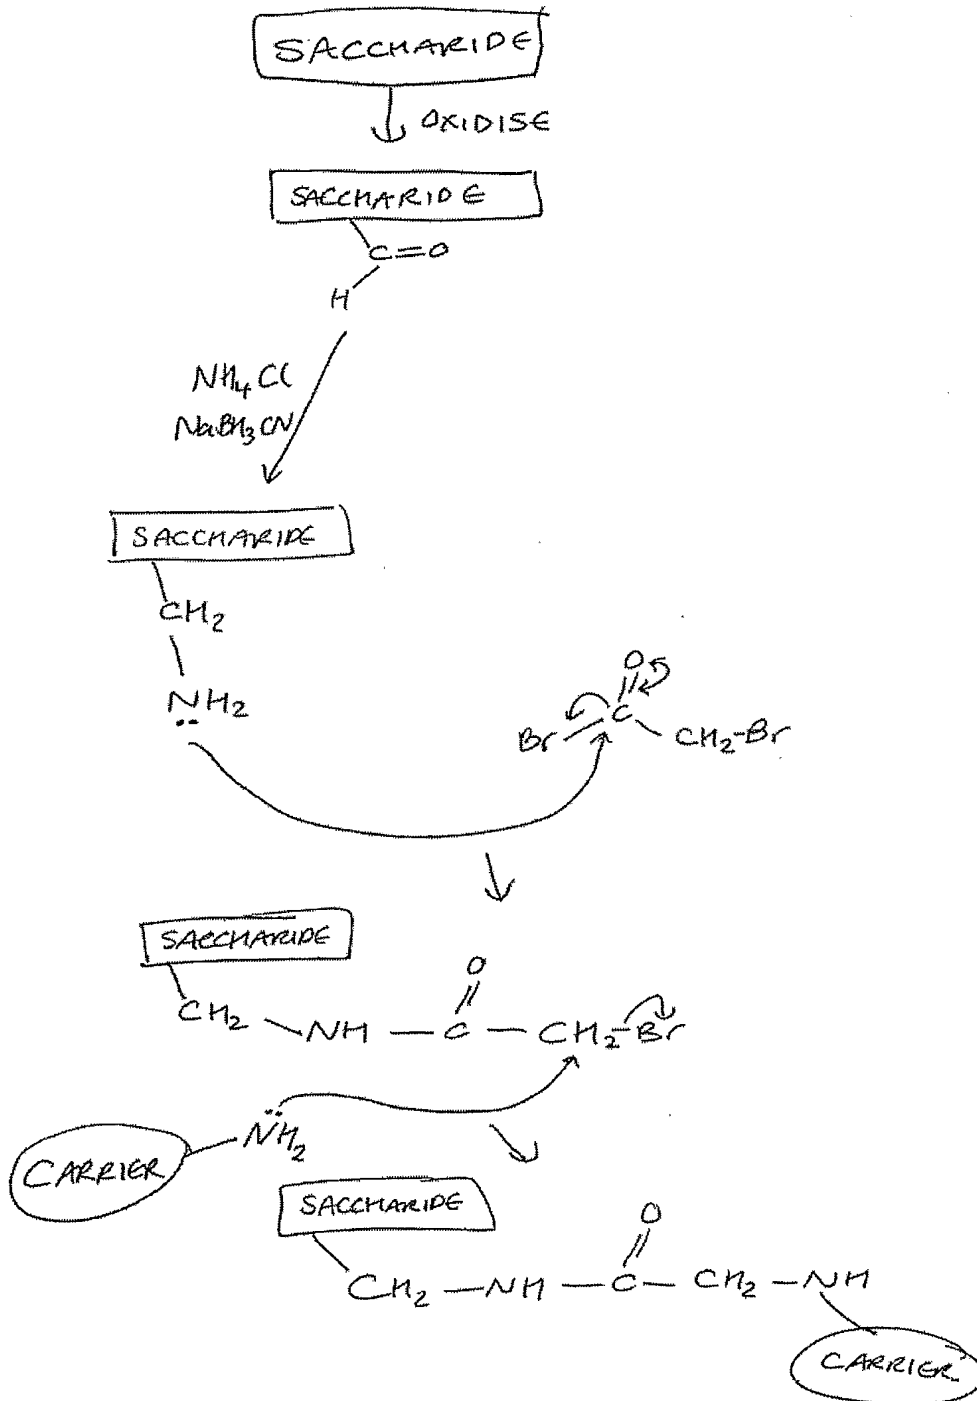 SACCHARIDE
OXIDISE
SACCHARIDE
C=O
H
NH4Cl
NaBH3CN
SACCHARIDE
CH2
NH2
O
Br C CH2-Br
SACCHARIDE
O
CH2 - NH - C - CH2-Br
CARRIER - NH2
SACCHARIDE
O
CH2 - NH - C - CH2 - NH
CARRIER